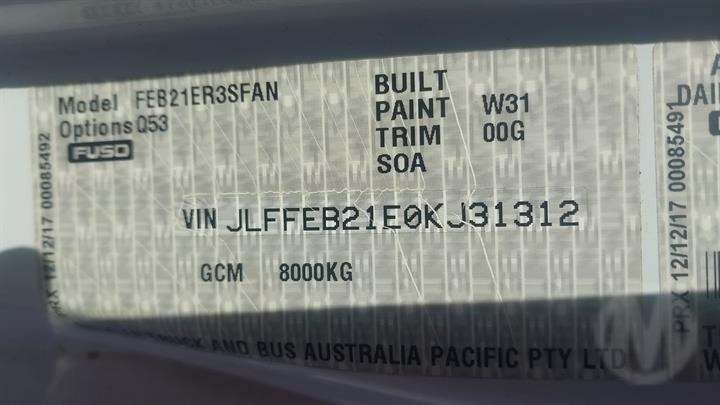 Model FEB21ER3SFAN
Options Q53
FUSO
BUILT
PAINT W31
TRIM 00G
SOA
VIN JLFFEB21E0KJ31312
GCM 8000KG
TRUCK AND BUS AUSTRALIA PACIFIC PTY LTD
PRX 12/12/17 00085492
PRX 12/12/17 00085491
A
DAI
T
W